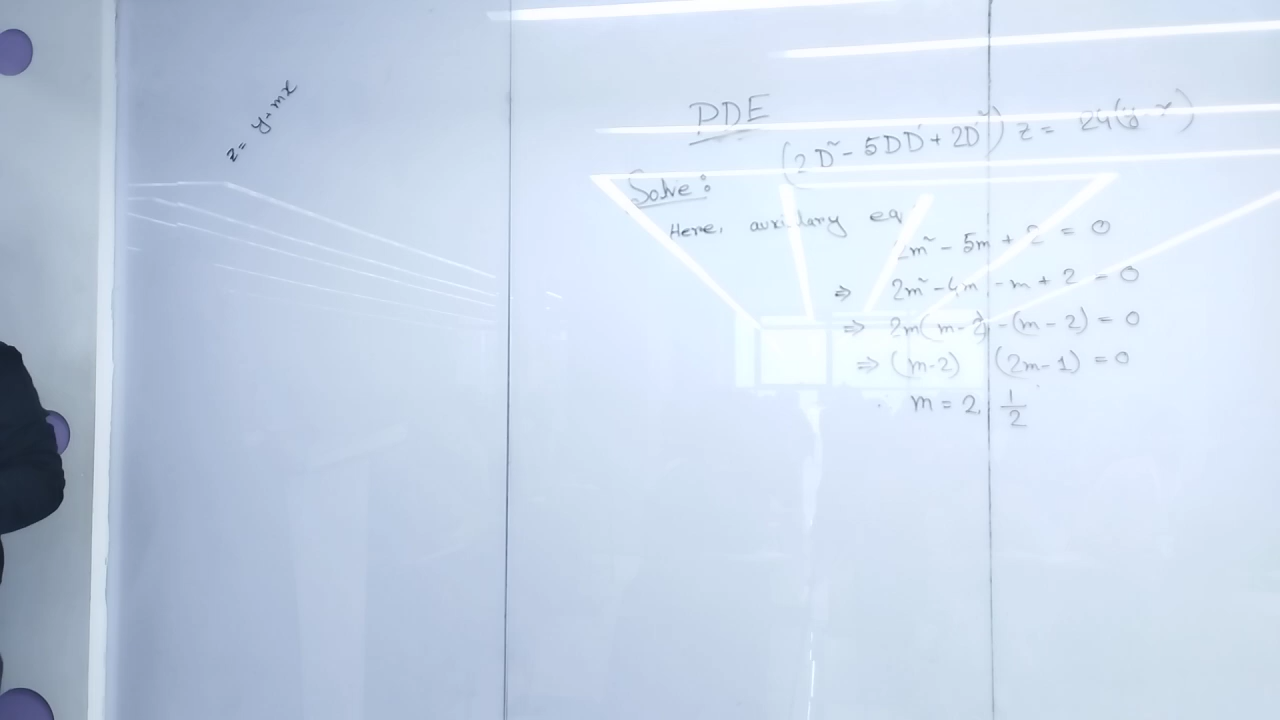 z = y + mx
PDE
(2D² - 5DD' + 2D'²) z = 24(y - x)
Solve:
Here, auxilary eq
2m² - 5m + 2 = 0
⇒ 2m² - 4m - m + 2 = 0
⇒ 2m(m - 2) - (m - 2) = 0
⇒ (m-2) (2m-1) = 0
∴ m = 2, 1/2